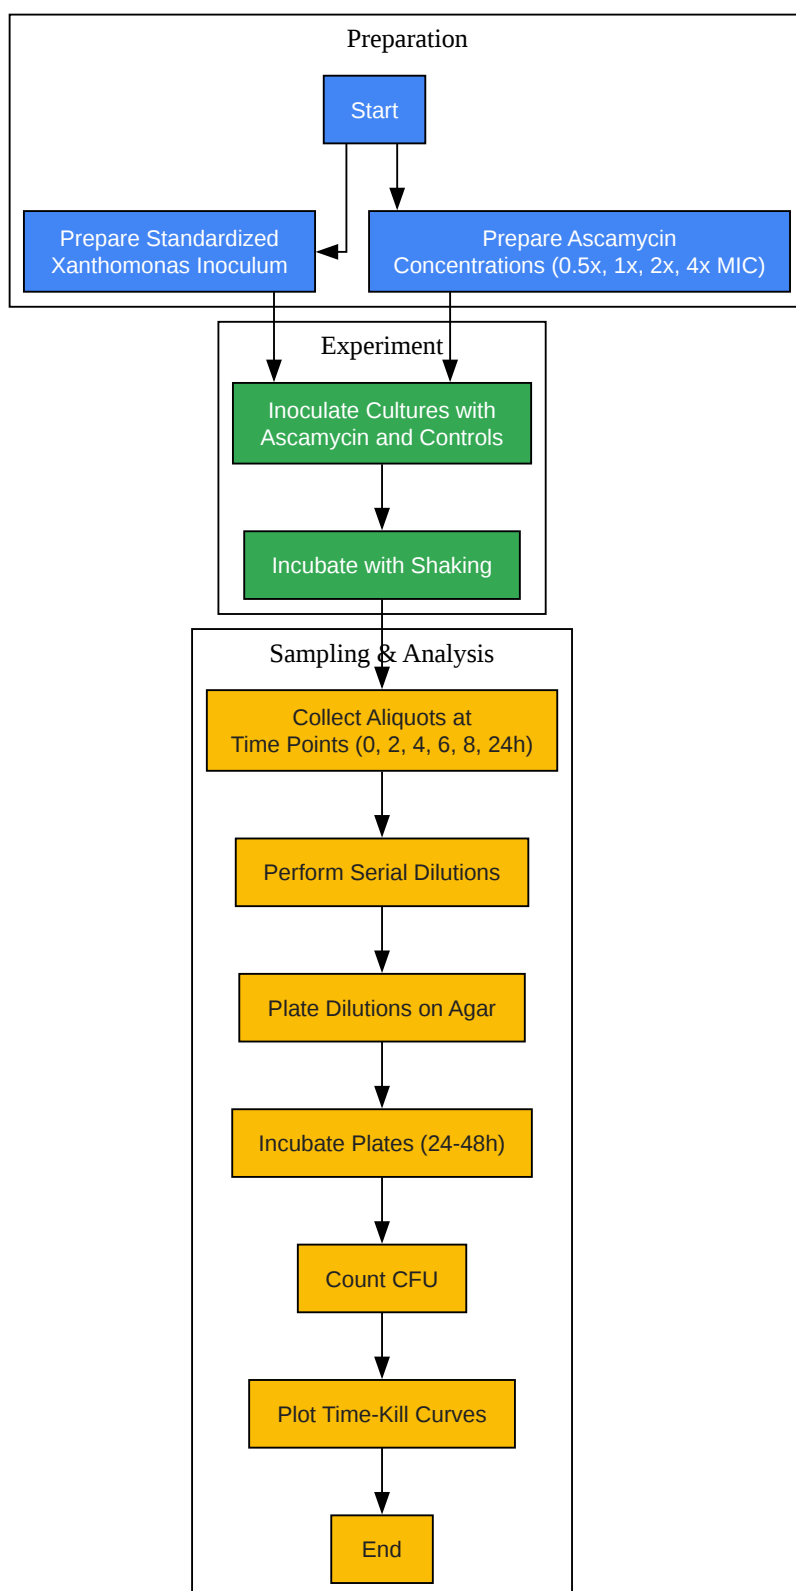 Preparation
Start
Prepare Standardized
Xanthomonas Inoculum
Prepare Ascamycin
Concentrations (0.5x, 1x, 2x, 4x MIC)
Experiment
Inoculate Cultures with
Ascamycin and Controls
Incubate with Shaking
Sampling & Analysis
Collect Aliquots at
Time Points (0, 2, 4, 6, 8, 24h)
Perform Serial Dilutions
Plate Dilutions on Agar
Incubate Plates (24-48h)
Count CFU
Plot Time-Kill Curves
End